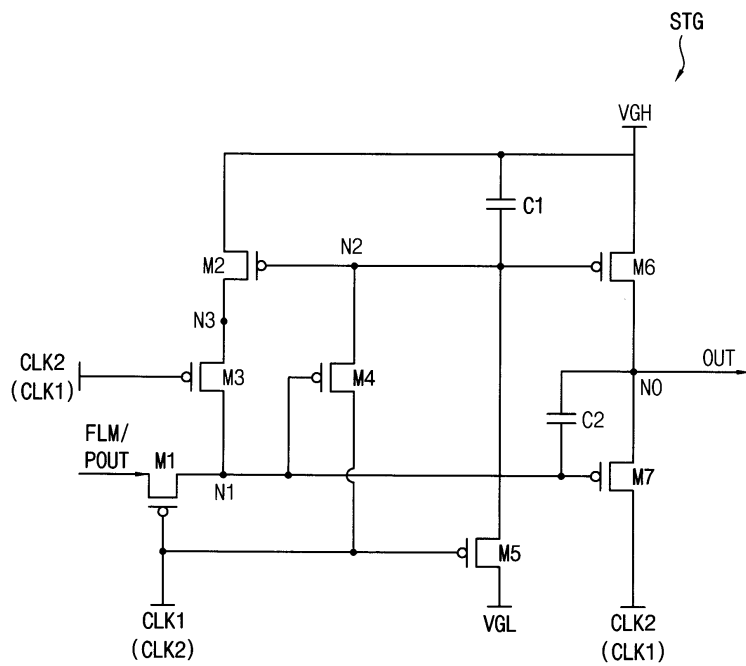 STG
VGH
C1
N2
M2
M6
N3
CLK2
(CLK1)
M3
M4
OUT
NO
FLM/
POUT
M1
C2
N1
M7
M5
CLK1
(CLK2)
VGL
CLK2
(CLK1)